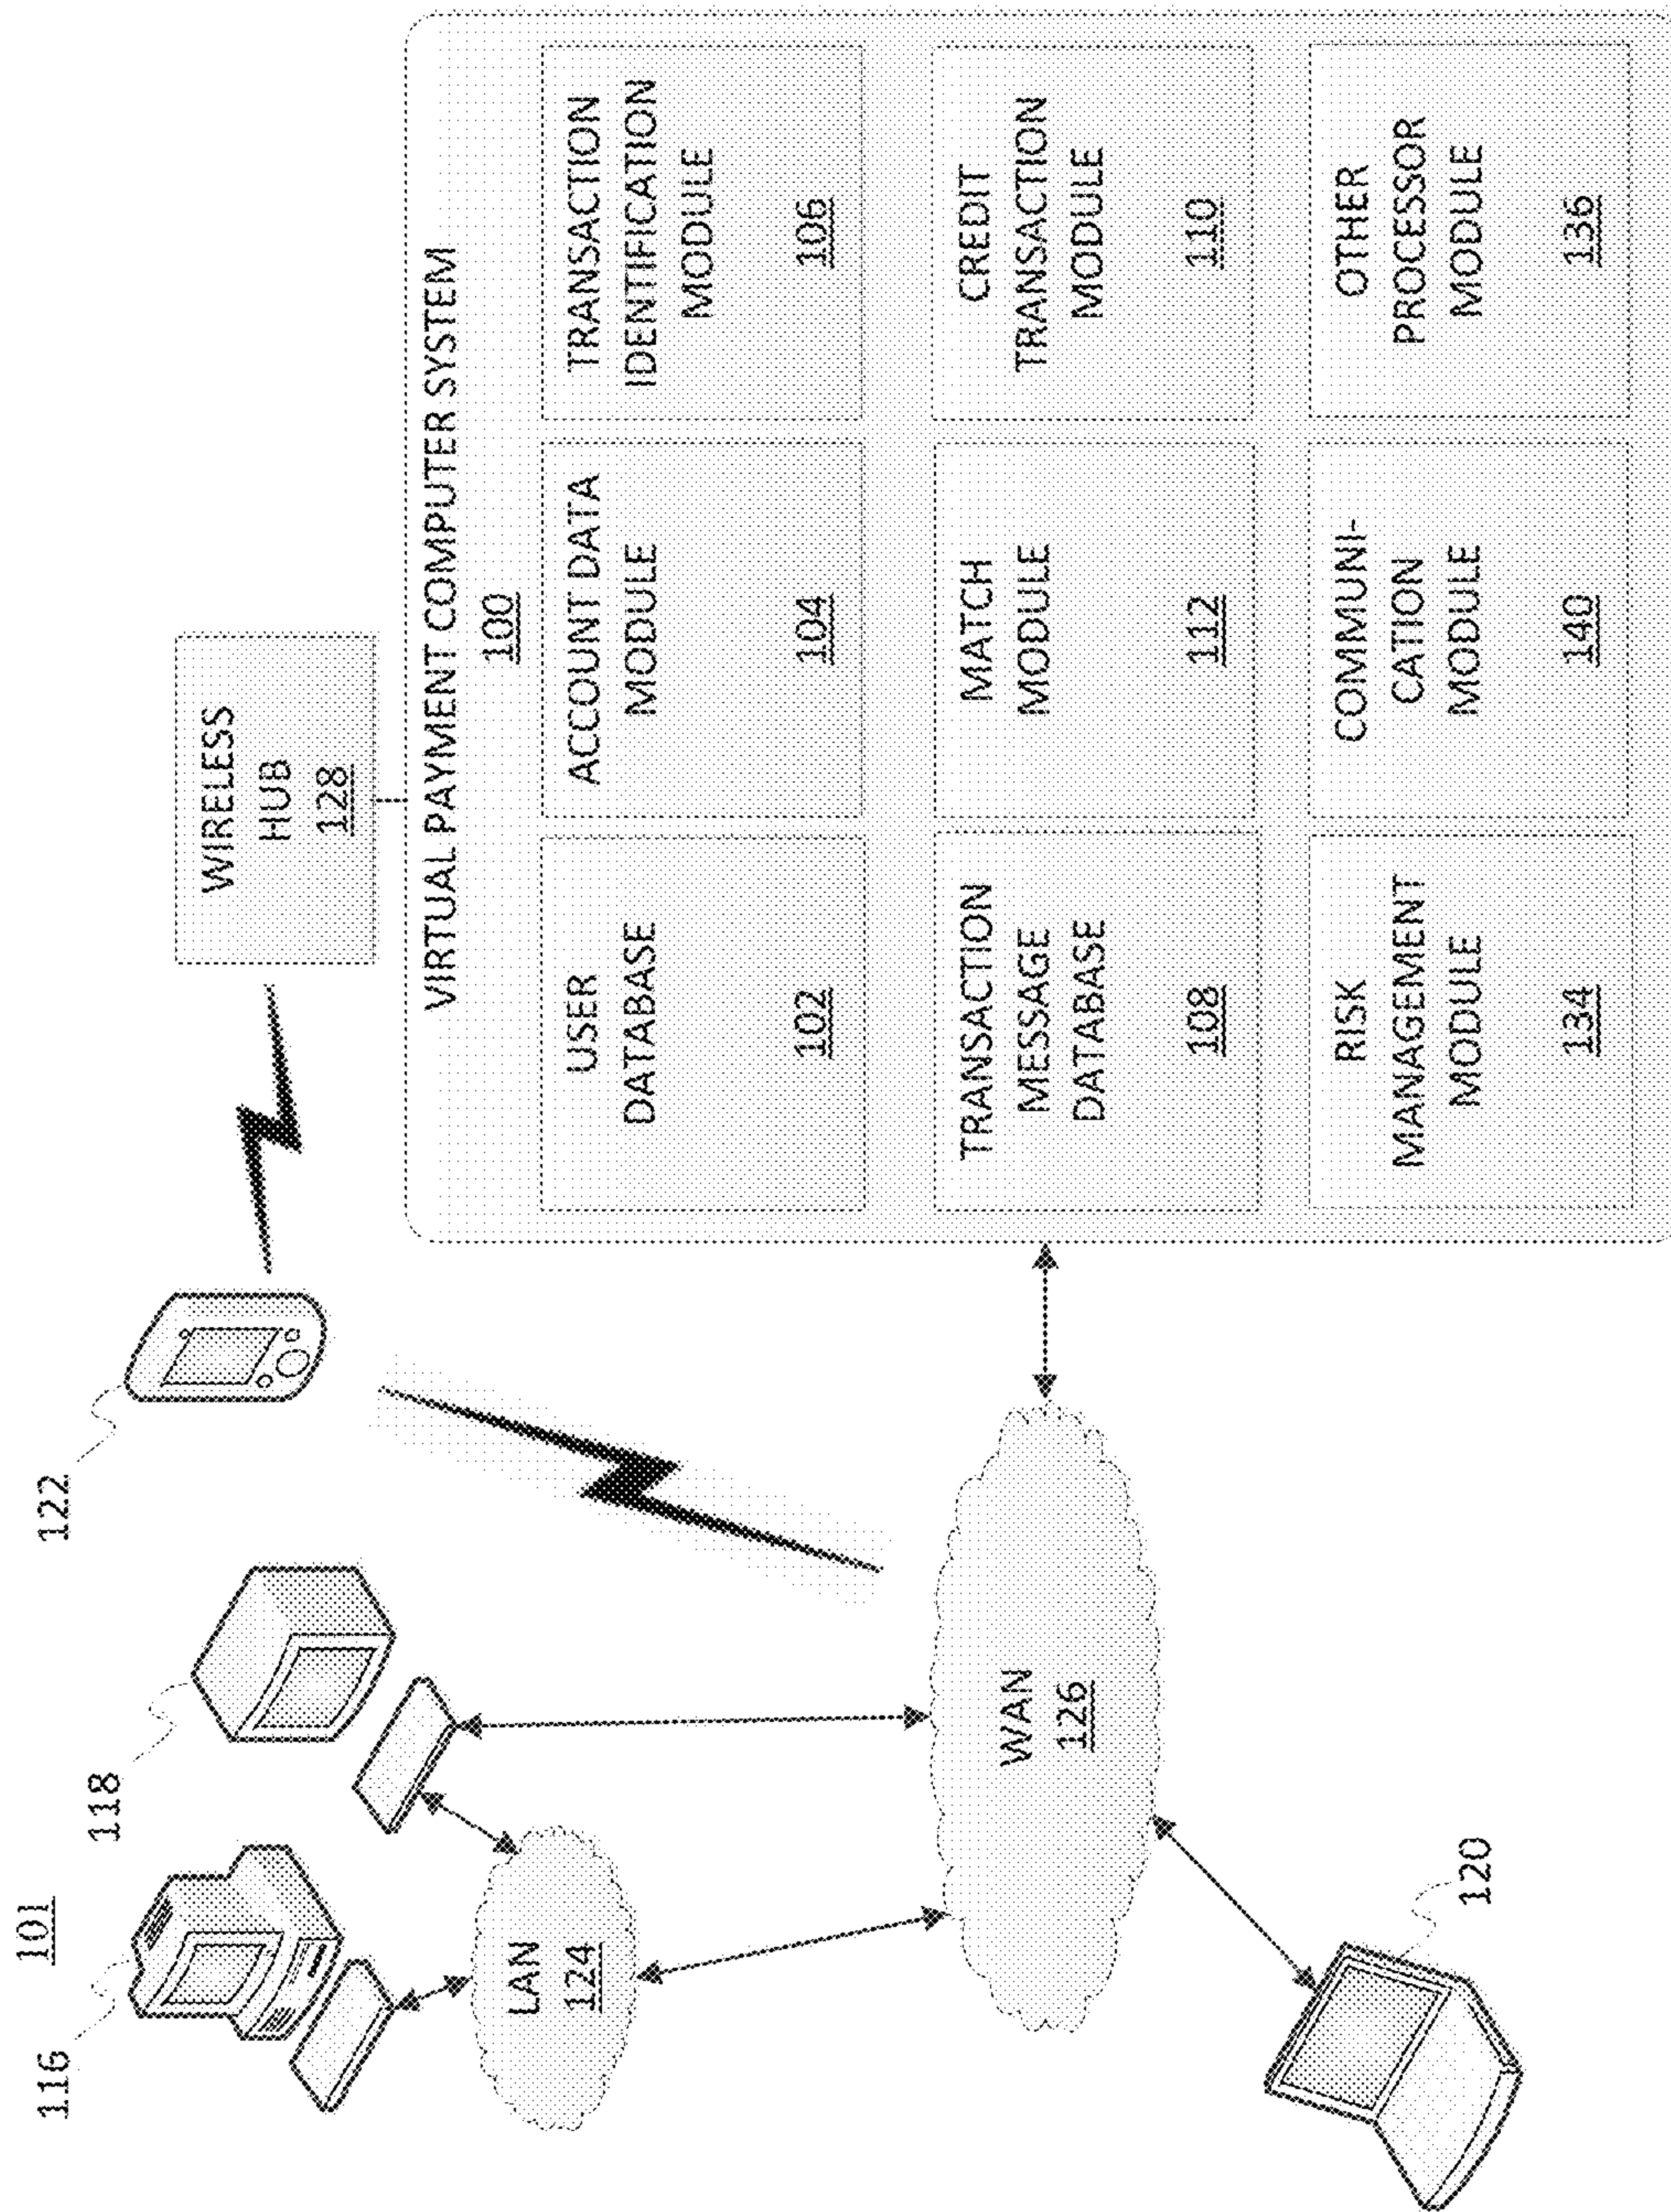 101
116
118
122
120
LAN
124
WAN
126
WIRELESS
HUB
128
VIRTUAL PAYMENT COMPUTER SYSTEM
100
USER
DATABASE
102
ACCOUNT DATA
MODULE
104
TRANSACTION
IDENTIFICATION
MODULE
106
TRANSACTION
MESSAGE
DATABASE
108
MATCH
MODULE
112
CREDIT
TRANSACTION
MODULE
110
RISK
MANAGEMENT
MODULE
134
COMMUNI-
CATION
MODULE
140
OTHER
PROCESSOR
MODULE
136